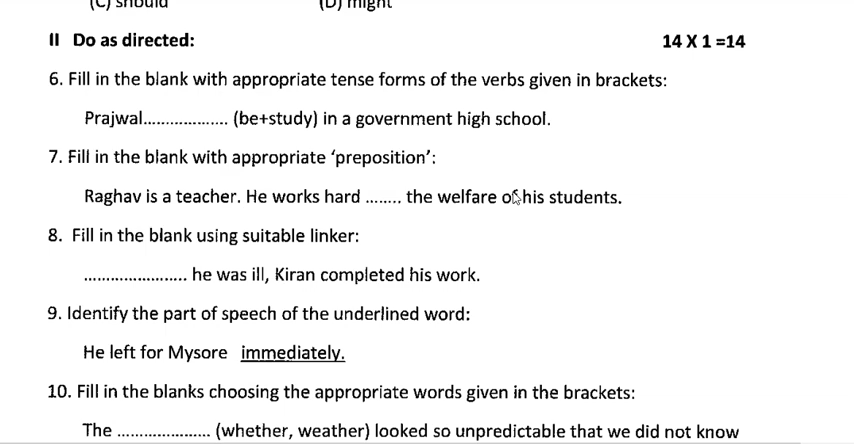 (C) should (D) might
II Do as directed: 14 X 1 =14
6. Fill in the blank with appropriate tense forms of the verbs given in brackets:
Prajwal................... (be+study) in a government high school.
7. Fill in the blank with appropriate ‘preposition’:
Raghav is a teacher. He works hard ........ the welfare of his students.
8. Fill in the blank using suitable linker:
....................... he was ill, Kiran completed his work.
9. Identify the part of speech of the underlined word:
He left for Mysore immediately.
10. Fill in the blanks choosing the appropriate words given in the brackets:
The ..................... (whether, weather) looked so unpredictable that we did not know